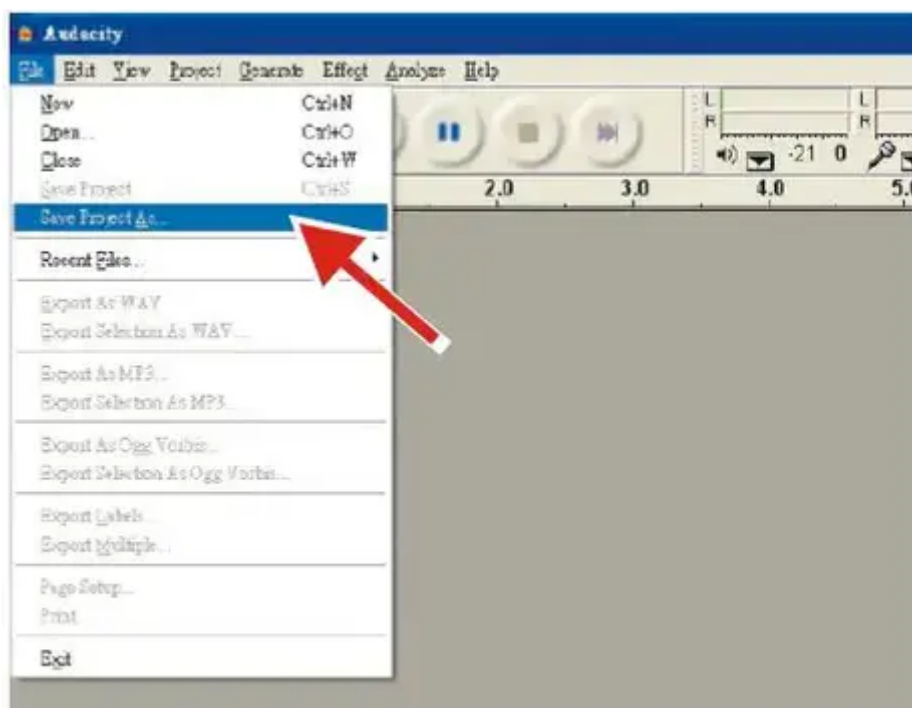 Audacity
File Edit View Project Generate Effect Analyze Help
New Ctrl+N
Open... Ctrl+O
Close Ctrl+W
Save Project Ctrl+S
Save Project As...
Recent Files...
Export As WAV
Export Selection As WAV...
Export As MP3...
Export Selection As MP3...
Export As Ogg Vorbis...
Export Selection As Ogg Vorbis...
Export Labels...
Export Multiple...
Page Setup...
Print
Exit
L L
R R
-21 0
2.0 3.0 4.0 5.0